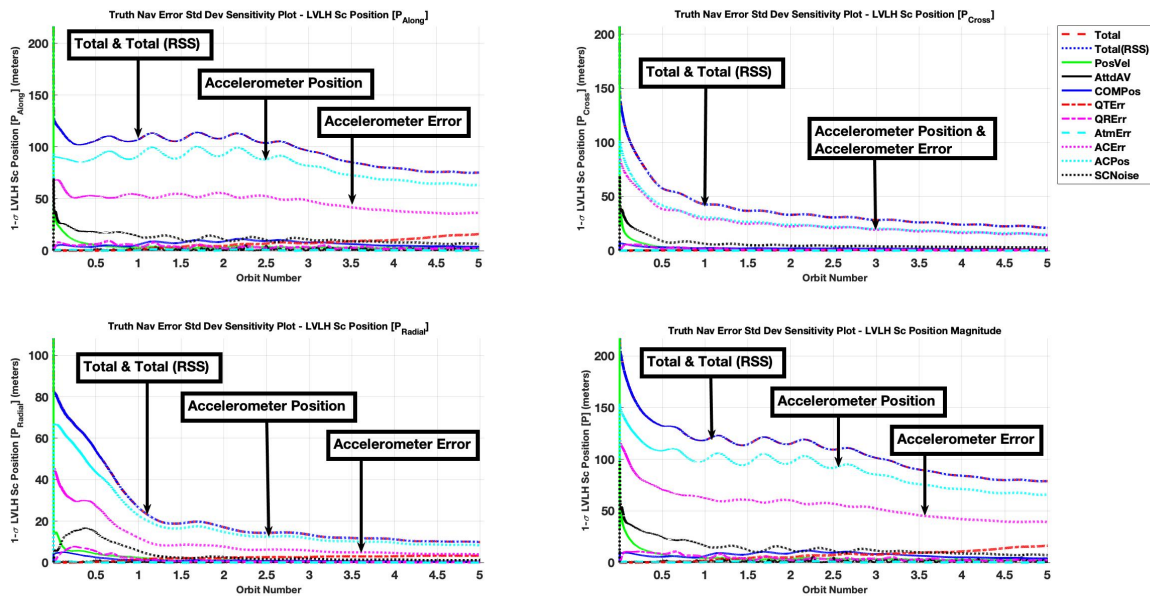 Truth Nav Error Std Dev Sensitivity Plot - LVLH Sc Position [P_Along]
1-σ LVLH Sc Position [P_Along] (meters)
200
150
100
50
0
Total & Total (RSS)
Accelerometer Position
Accelerometer Error
0.5 1 1.5 2 2.5 3 3.5 4 4.5 5
Orbit Number
Truth Nav Error Std Dev Sensitivity Plot - LVLH Sc Position [P_Cross]
1-σ LVLH Sc Position [P_Cross] (meters)
200
150
100
50
0
Total & Total (RSS)
Accelerometer Position &
Accelerometer Error
0.5 1 1.5 2 2.5 3 3.5 4 4.5 5
Orbit Number
Total
Total(RSS)
PosVel
AttdAV
COMPos
QTErr
QRErr
AtmErr
ACErr
ACPos
SCNoise
Truth Nav Error Std Dev Sensitivity Plot - LVLH Sc Position [P_Radial]
1-σ LVLH Sc Position [P_Radial] (meters)
100
80
60
40
20
0
Total & Total (RSS)
Accelerometer Position
Accelerometer Error
0.5 1 1.5 2 2.5 3 3.5 4 4.5 5
Orbit Number
Truth Nav Error Std Dev Sensitivity Plot - LVLH Sc Position Magnitude
1-σ LVLH Sc Position [P] (meters)
200
150
100
50
0
Total & Total (RSS)
Accelerometer Position
Accelerometer Error
0.5 1 1.5 2 2.5 3 3.5 4 4.5 5
Orbit Number